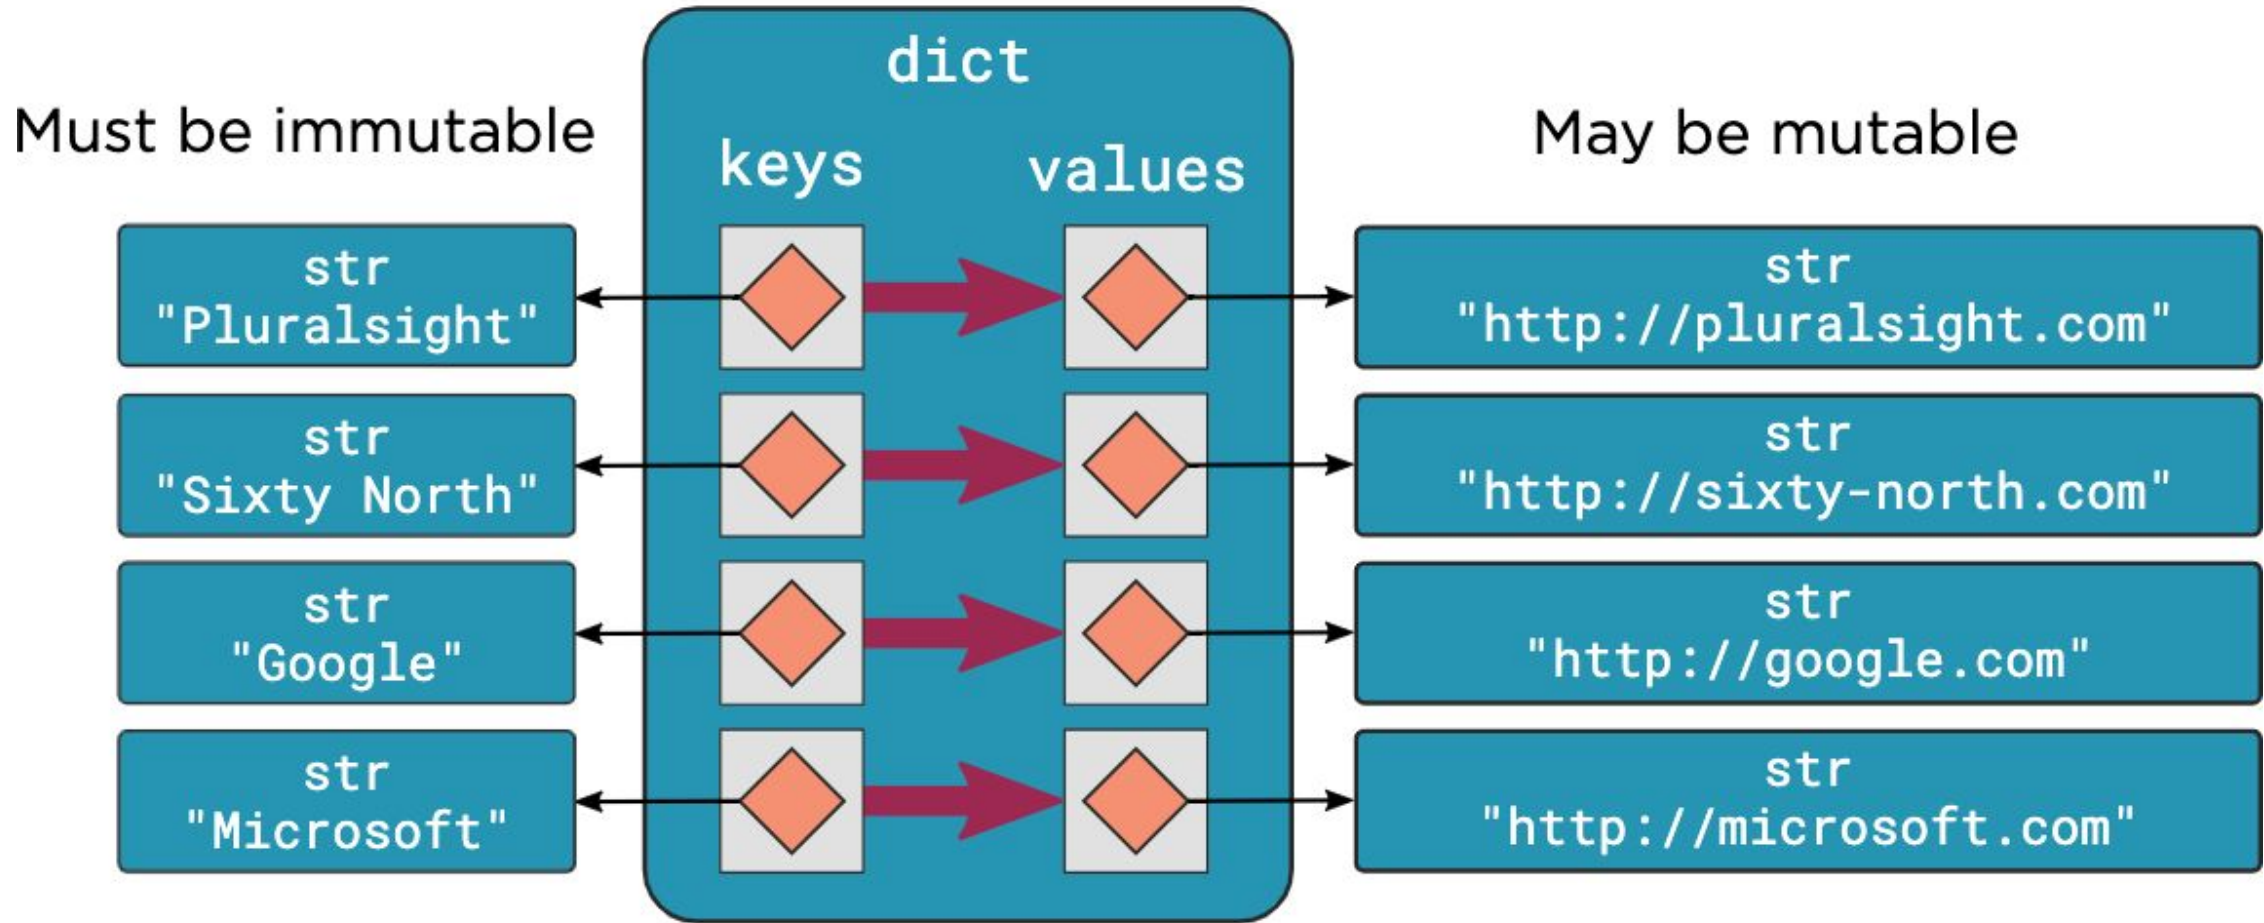 dict
Must be immutable
keys
values
May be mutable
str
"Pluralsight"
str
"http://pluralsight.com"
str
"Sixty North"
str
"http://sixty-north.com"
str
"Google"
str
"http://google.com"
str
"Microsoft"
str
"http://microsoft.com"